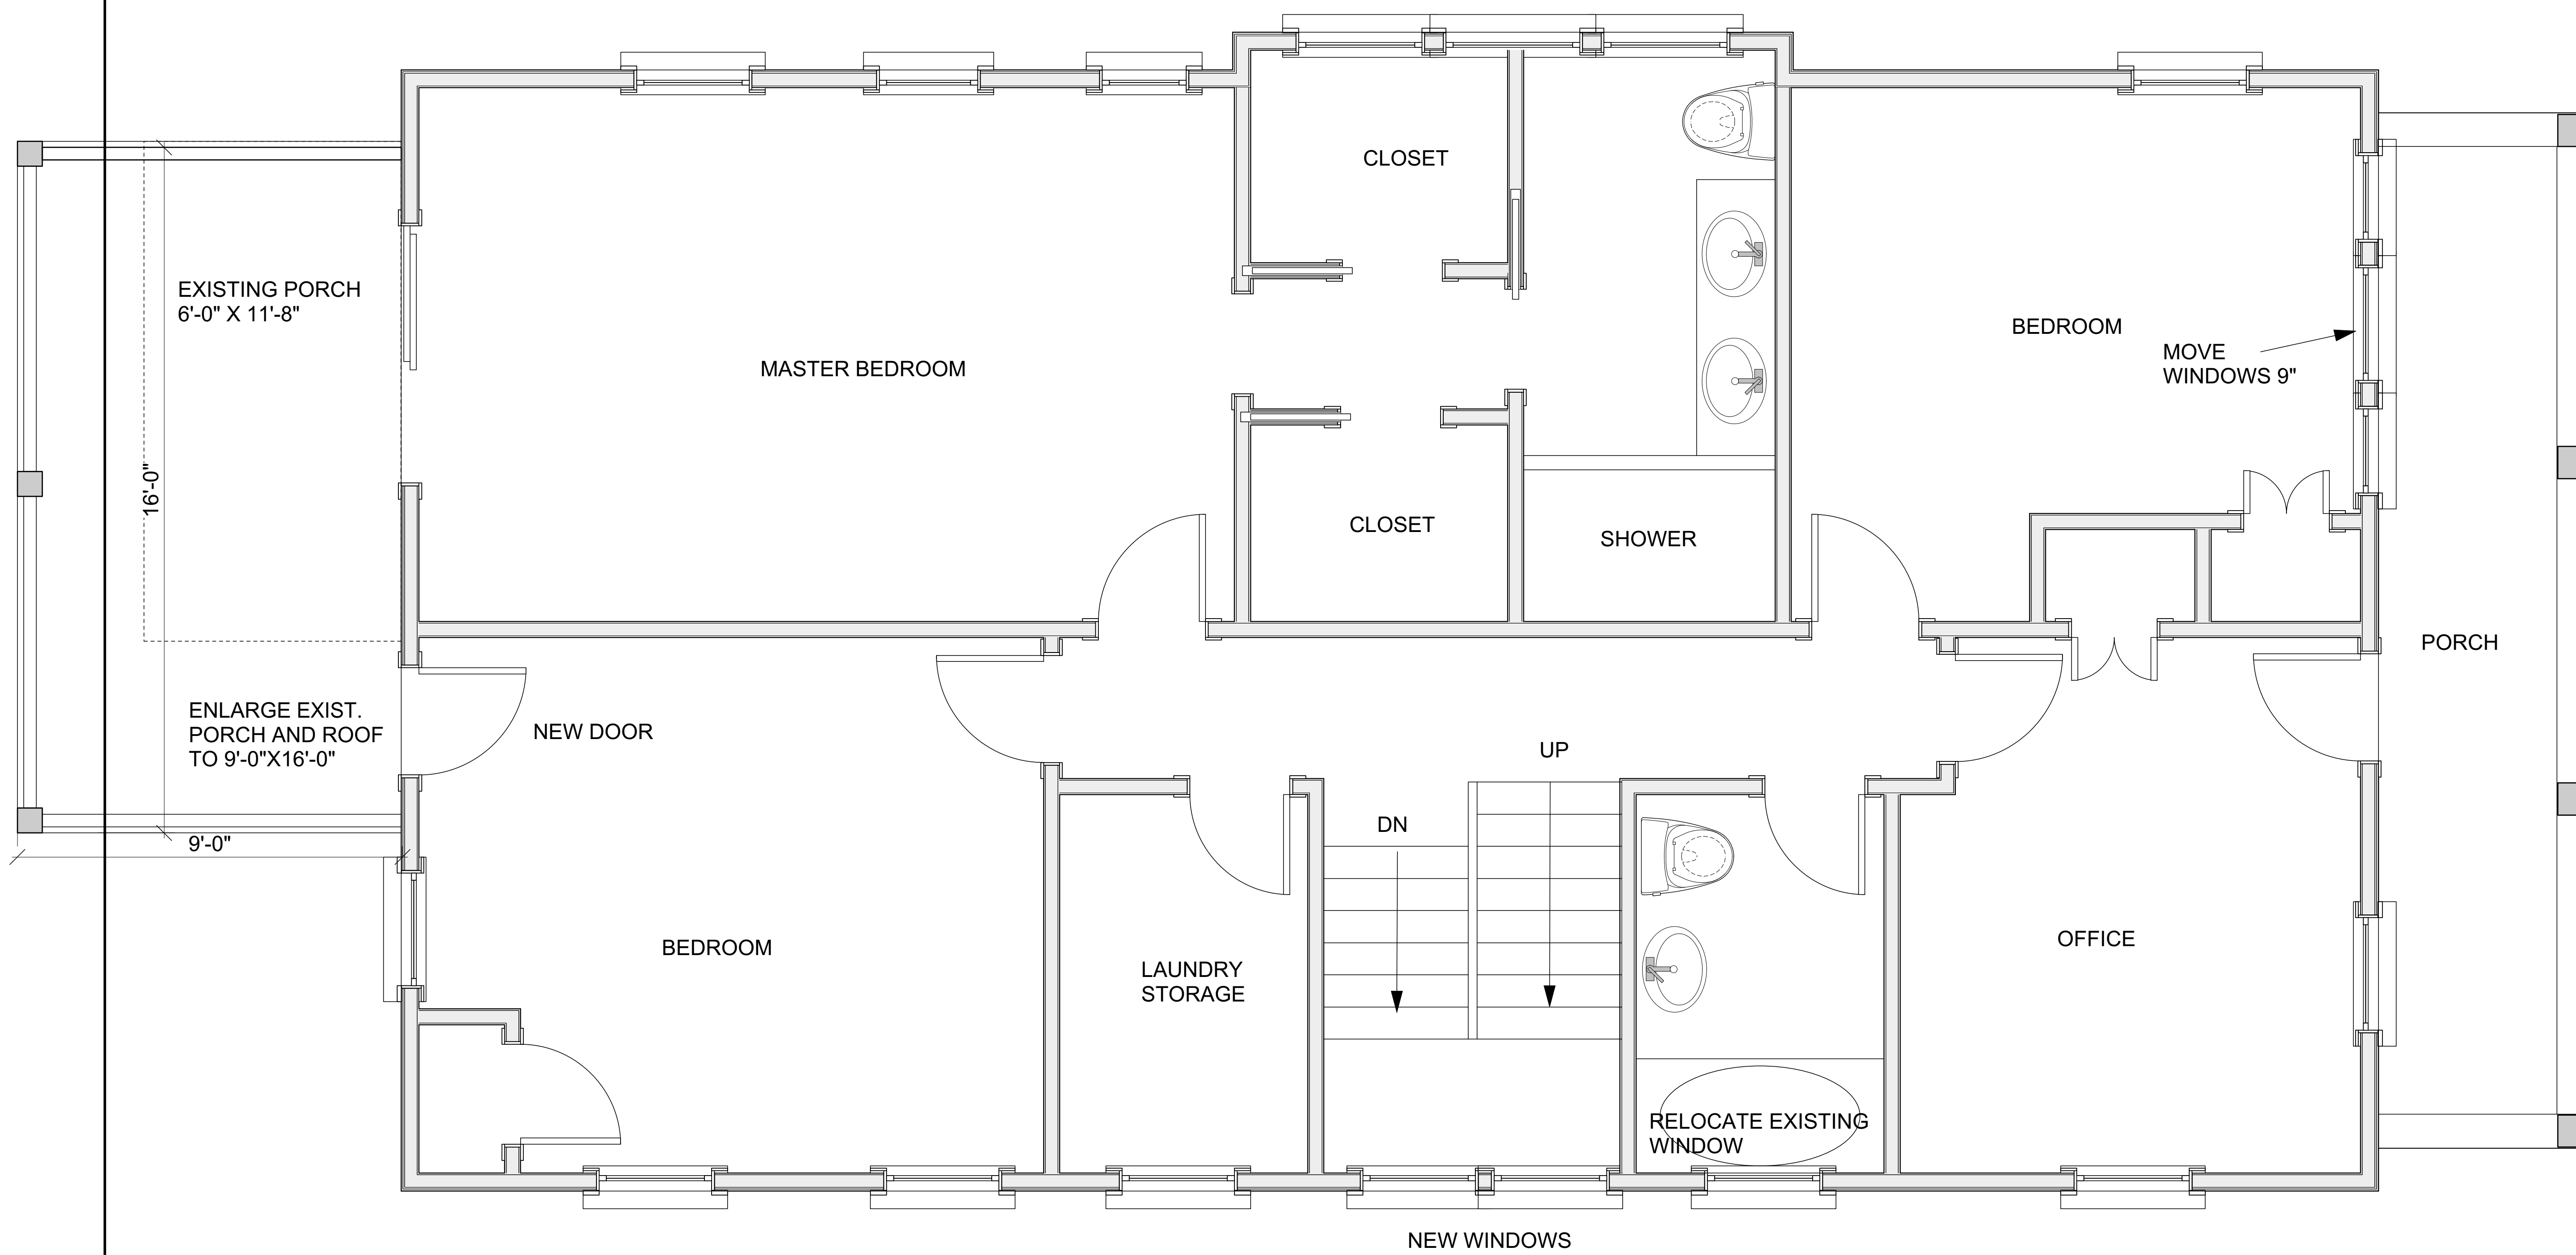 CLOSET
EXISTING PORCH
6'-0" X 11'-8"
MASTER BEDROOM
BEDROOM
MOVE
WINDOWS 9"
16'-0"
CLOSET
SHOWER
PORCH
ENLARGE EXIST.
PORCH AND ROOF
TO 9'-0"X16'-0"
NEW DOOR
UP
DN
9'-0"
BEDROOM
LAUNDRY
STORAGE
OFFICE
RELOCATE EXISTING
WINDOW
NEW WINDOWS